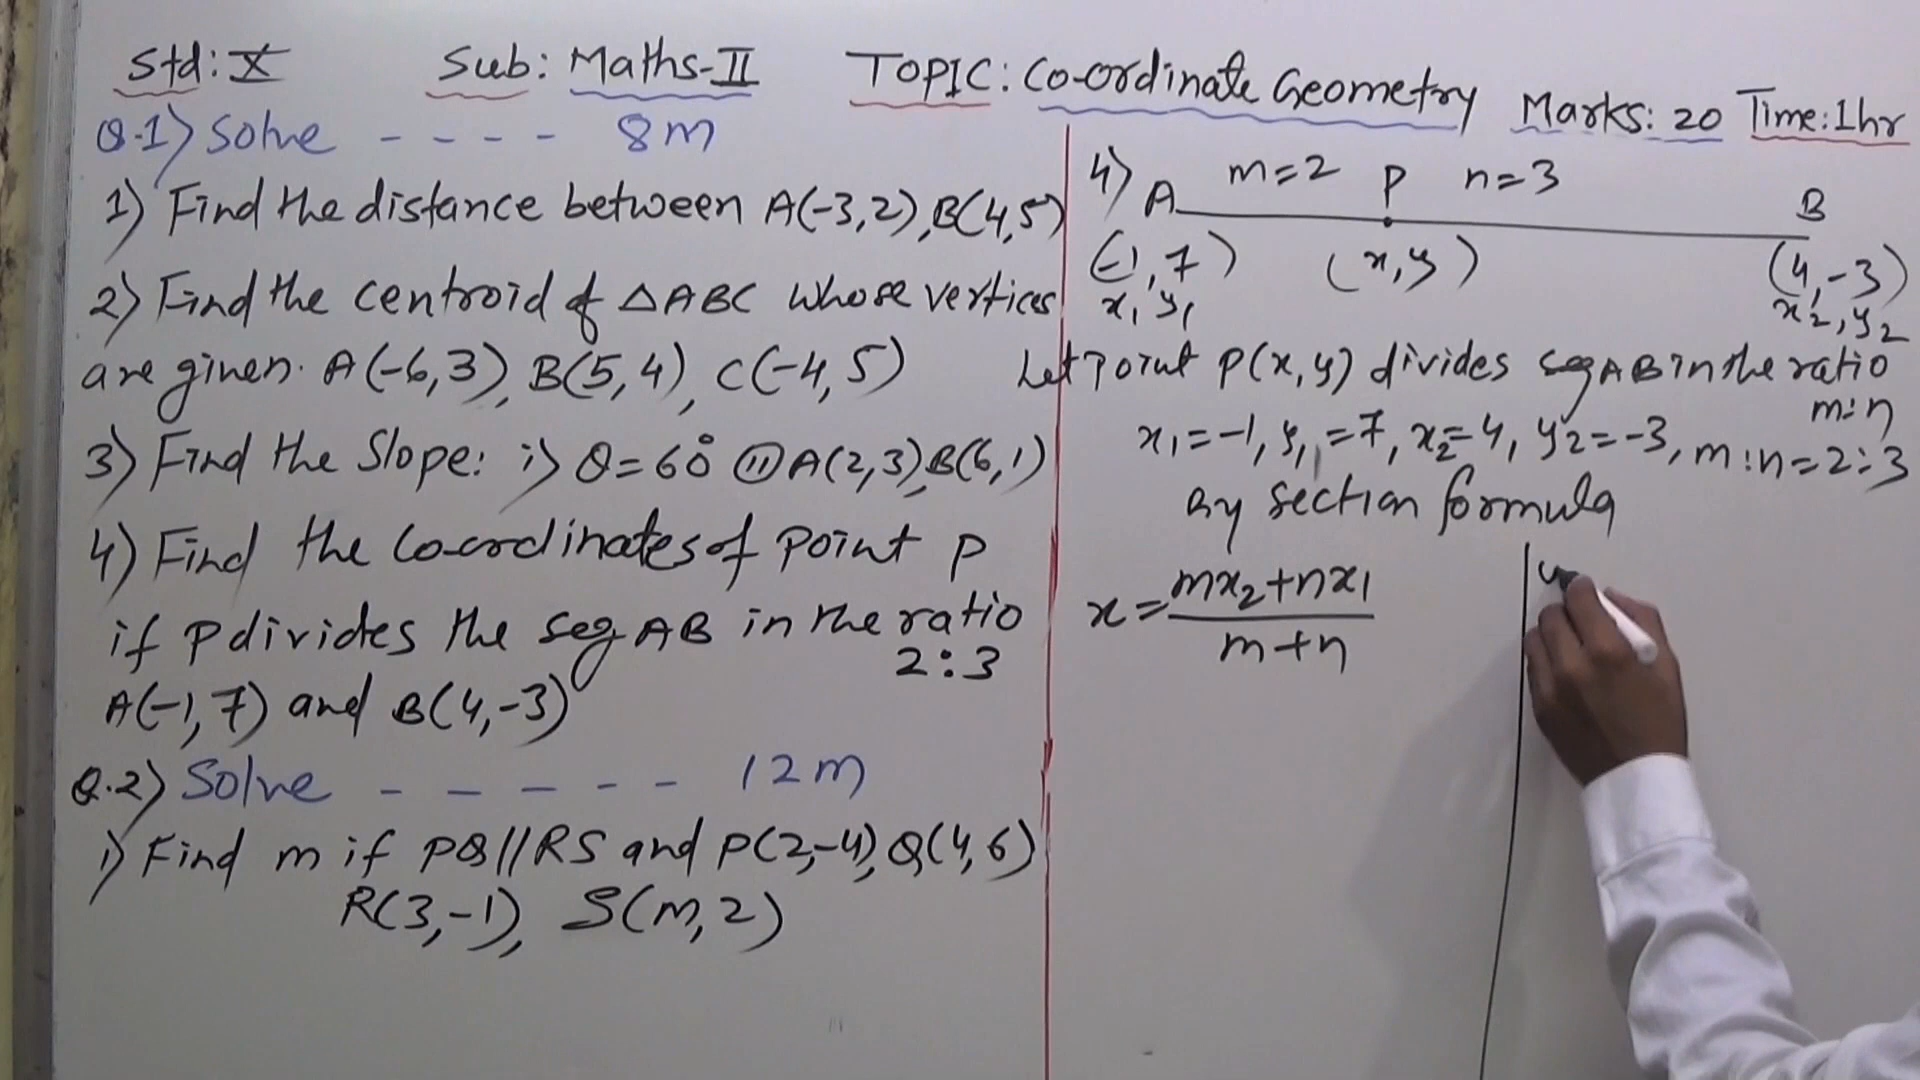 Std: X Sub: Maths-II TOPIC: Co-ordinate Geometry Marks: 20 Time: 1hr
Q.1) Solve - - - - 8m
1) Find the distance between A(-3,2), B(4,5)
2) Find the centroid of △ABC whose vertices
are given. A(-6,3), B(5,4), C(-4,5)
3) Find the Slope: i) θ=60° (ii) A(2,3), B(6,1)
4) Find the Co-ordinates of point P
if P divides the seg AB in the ratio
2:3
A(-1,7) and B(4,-3)
Q.2) Solve - - - - - - 12m
i) Find m if PQ//RS and P(2,-4), Q(4,6)
R(3,-1), S(m,2)
4) A m=2 P n=3 B
(-1,7) (x,y) (4,-3)
x₁ y₁ x₂, y₂
Let point P(x,y) divides seg AB in the ratio
m:n
x₁=-1, y₁=7, x₂=4, y₂=-3, m:n=2:3
By section formula
x=mx₂+nx₁
m+n
y